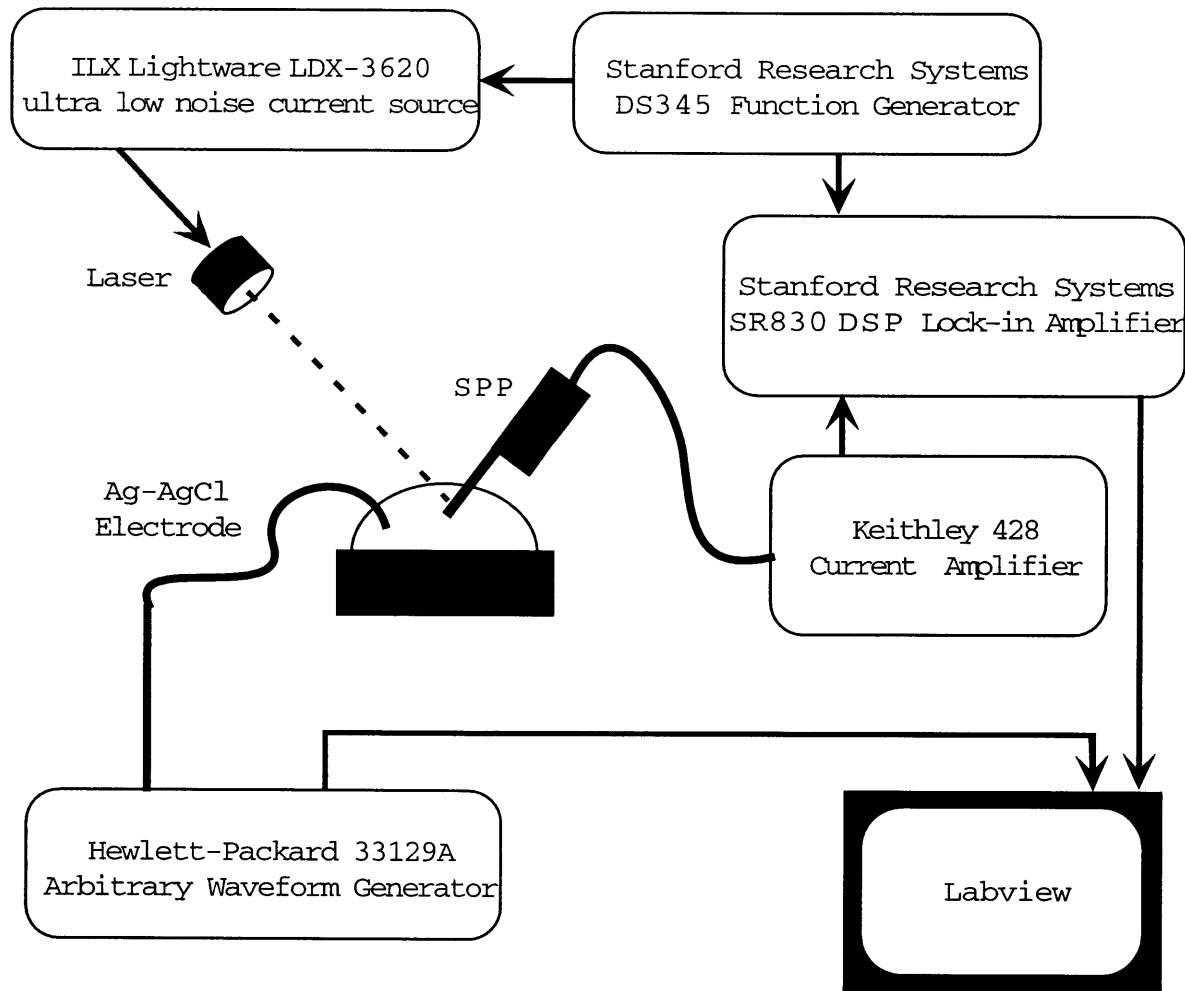 ILX Lightware LDX-3620
ultra low noise current source
Stanford Research Systems
DS345 Function Generator
Stanford Research Systems
SR830 DSP Lock-in Amplifier
Laser
SPP
Ag-AgCl
Electrode
Keithley 428
Current Amplifier
Hewlett-Packard 33129A
Arbitrary Waveform Generator
Labview